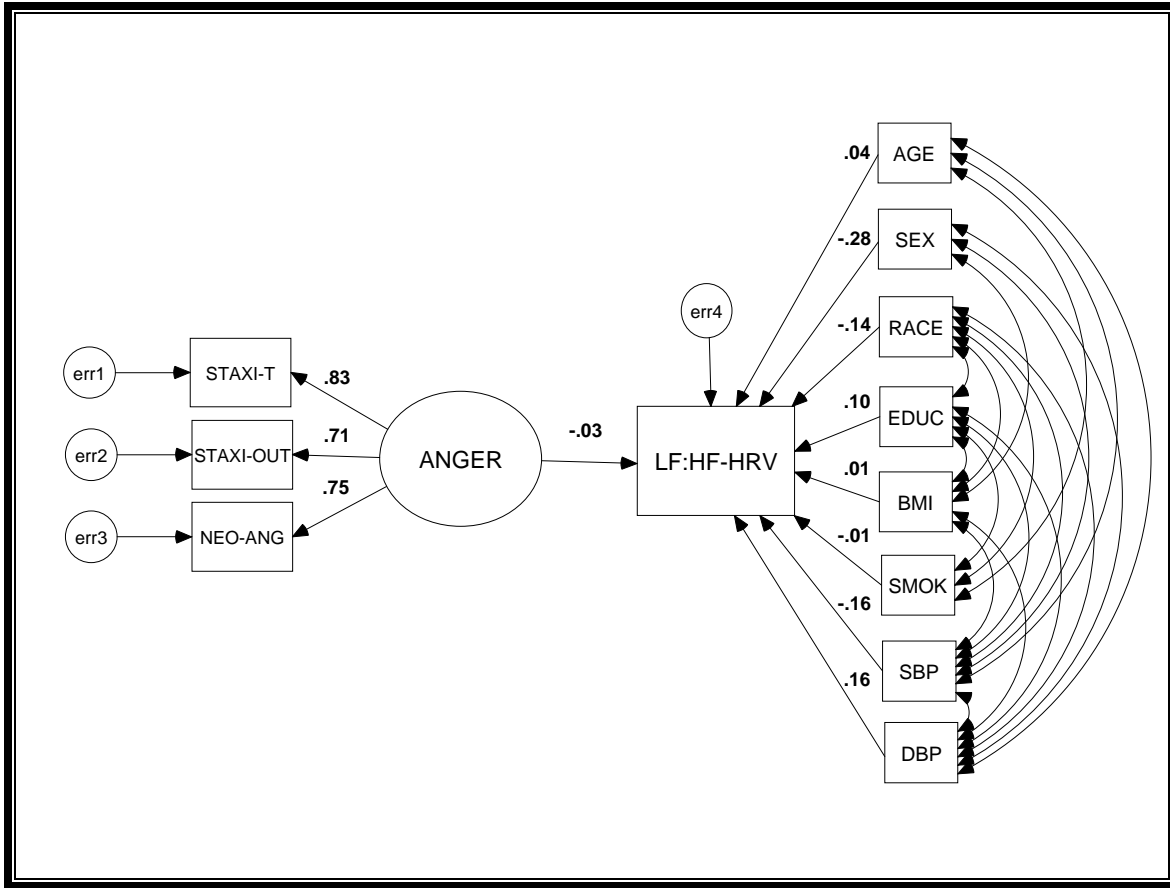 AGE
.04
SEX
-.28
err4
RACE
-.14
err1
STAXI-T
.83
EDUC
.10
-.03
err2
STAXI-OUT
.71
ANGER
LF:HF-HRV
.01
BMI
.75
err3
NEO-ANG
-.01
SMOK
-.16
SBP
.16
DBP